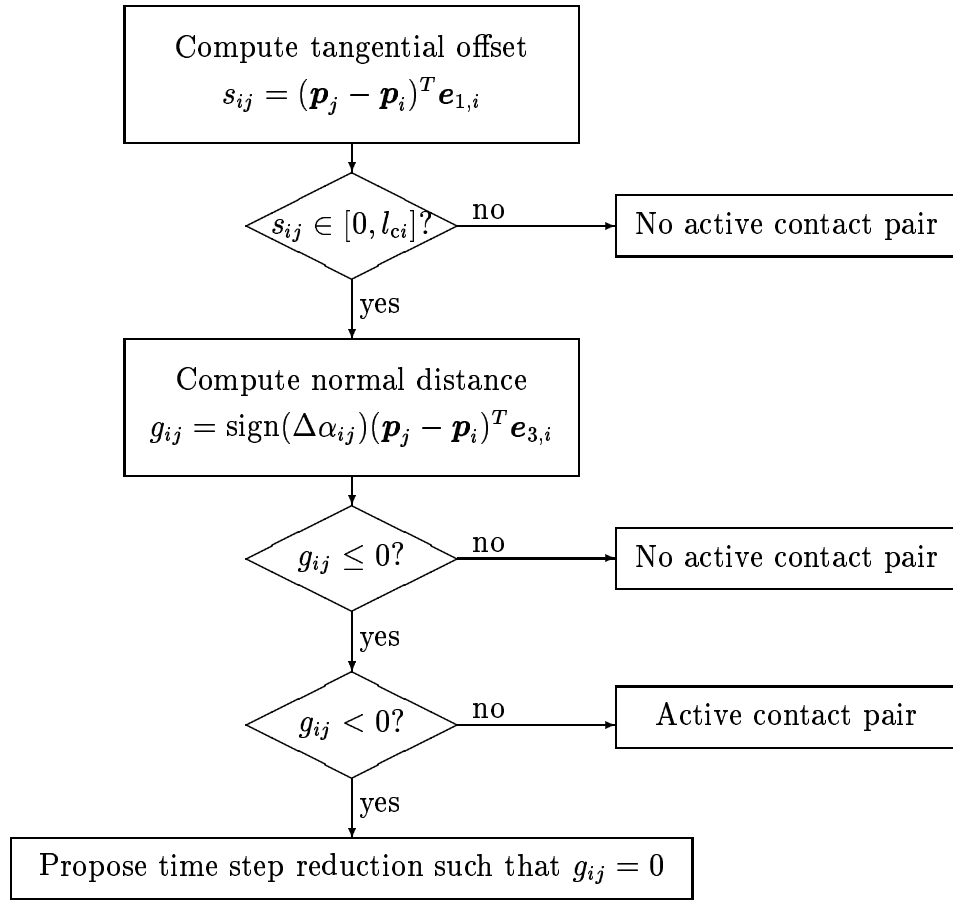 Compute tangential offset
$s_{ij} = (\boldsymbol{p}_j - \boldsymbol{p}_i)^T \boldsymbol{e}_{1,i}$
$s_{ij} \in [0, l_{\mathrm{c}i}]$?
no
No active contact pair
yes
Compute normal distance
$g_{ij} = \mathrm{sign}(\Delta\alpha_{ij})(\boldsymbol{p}_j - \boldsymbol{p}_i)^T \boldsymbol{e}_{3,i}$
$g_{ij} \leq 0$?
no
No active contact pair
yes
$g_{ij} < 0$?
no
Active contact pair
yes
Propose time step reduction such that $g_{ij} = 0$